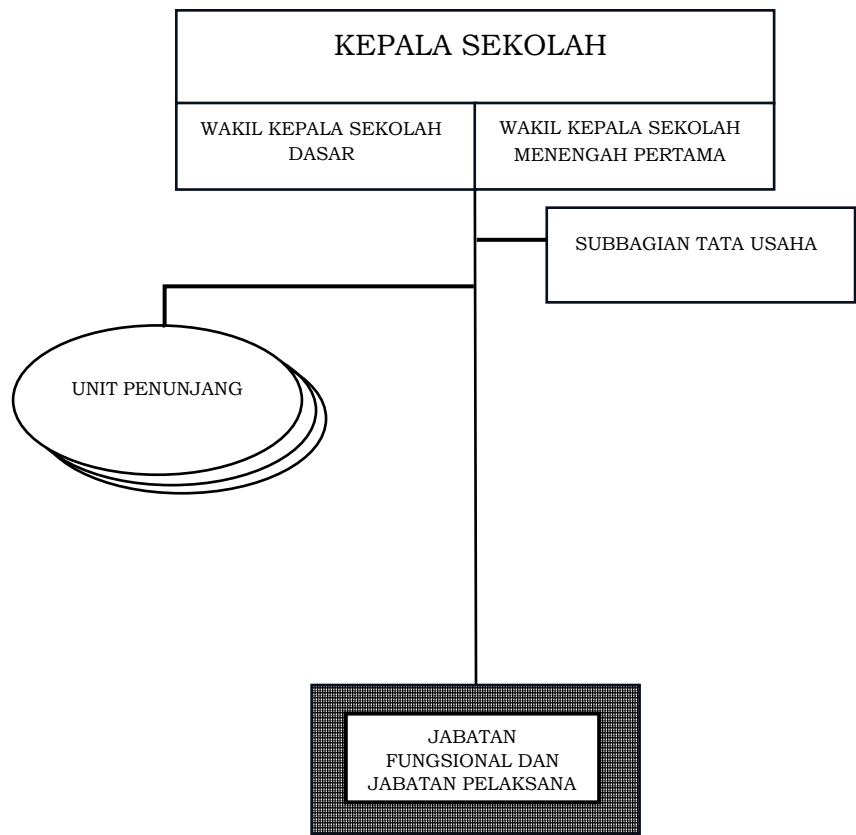 KEPALA SEKOLAH
WAKIL KEPALA SEKOLAH
DASAR
WAKIL KEPALA SEKOLAH
MENENGAH PERTAMA
SUBBAGIAN TATA USAHA
UNIT PENUNJANG
JABATAN
FUNGSIONAL DAN
JABATAN PELAKSANA